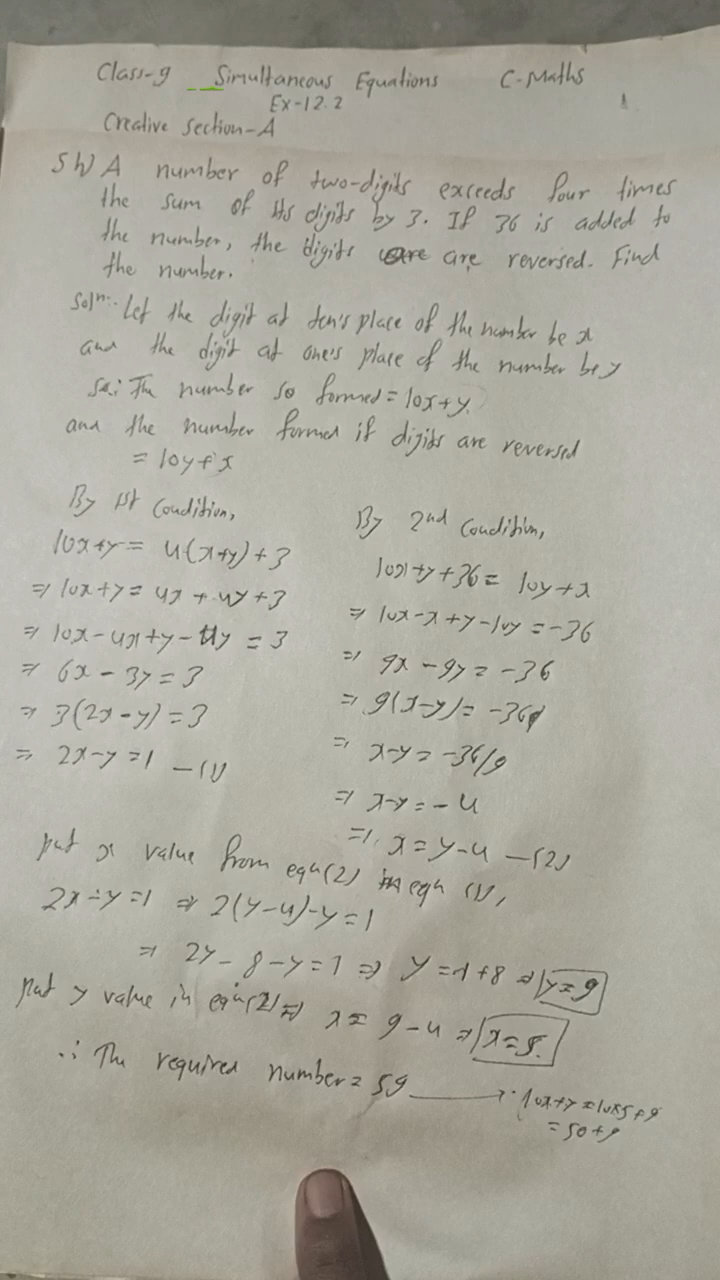 Class-9 Simultaneous Equations C-Maths
Ex-12.2
Creative Section-A
5 h) A number of two-digits exceeds four times
the sum of its digits by 3. If 36 is added to
the number, the digits are are reversed. Find
the number.
Soln:- Let the digit at ten's place of the number be x
and the digit at one's place of the number be y
So: The number so formed = 10x+y.
and the number formed if digits are reversed
= 10y+x
By 1st Condition,
10x+y = 4(x+y)+3
⇒ 10x+y = 4x+4y+3
⇒ 10x-4x+y-4y = 3
⇒ 6x-3y=3
⇒ 3(2x-y)=3
⇒ 2x-y=1 —(1)
By 2nd Condition,
10x+y+36 = 10y+x
⇒ 10x-x+y-10y = -36
⇒ 9x-9y = -36
⇒ 9(x-y) = -36
⇒ x-y = -36/9
⇒ x-y = -4
⇒ x = y-4 —(2)
put x value from eqn(2) in eqn (1),
2x-y=1 ⇒ 2(y-4)-y=1
⇒ 2y-8-y=1 ⇒ y=1+8 ⇒ y=9
put y value in eqn(2) ⇒ x = 9-4 ⇒ x=5.
∴ The required number = 59 → 10x+y = 10×5+9
= 50+9